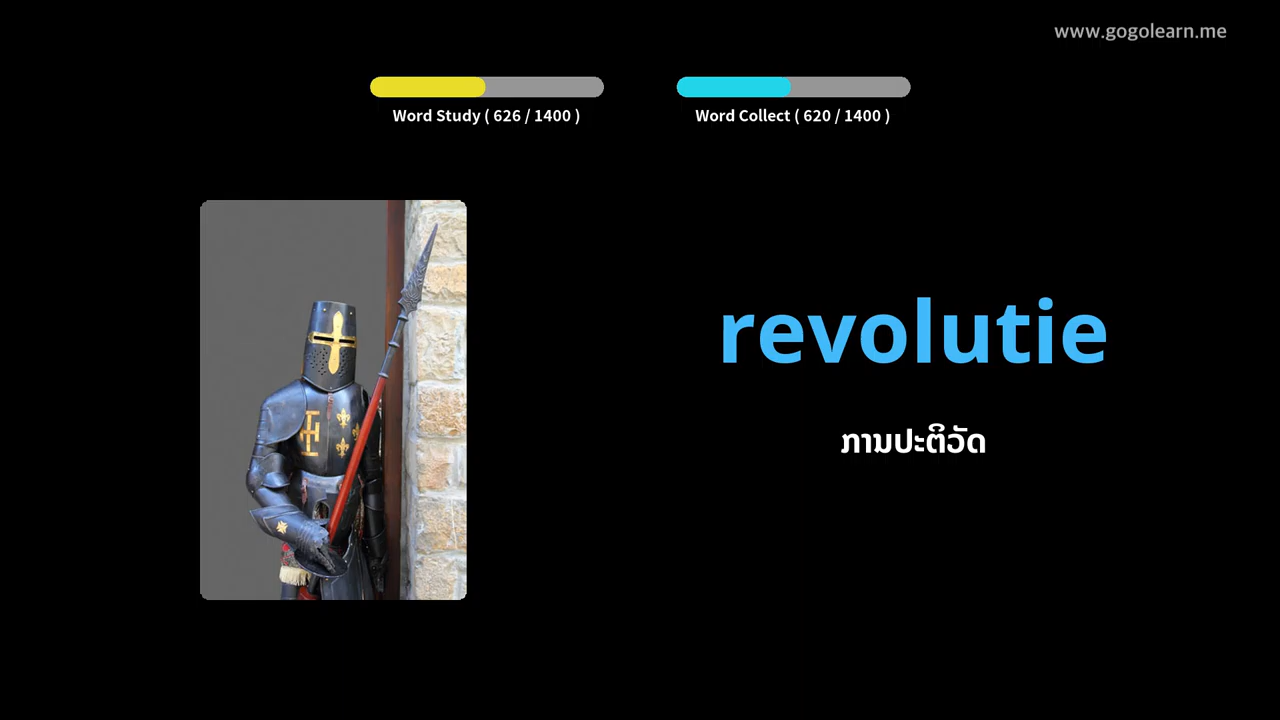 www.gogolearn.me
Word Study ( 626 / 1400 )
Word Collect ( 620 / 1400 )
revolutie
ການປະຕິວັດ